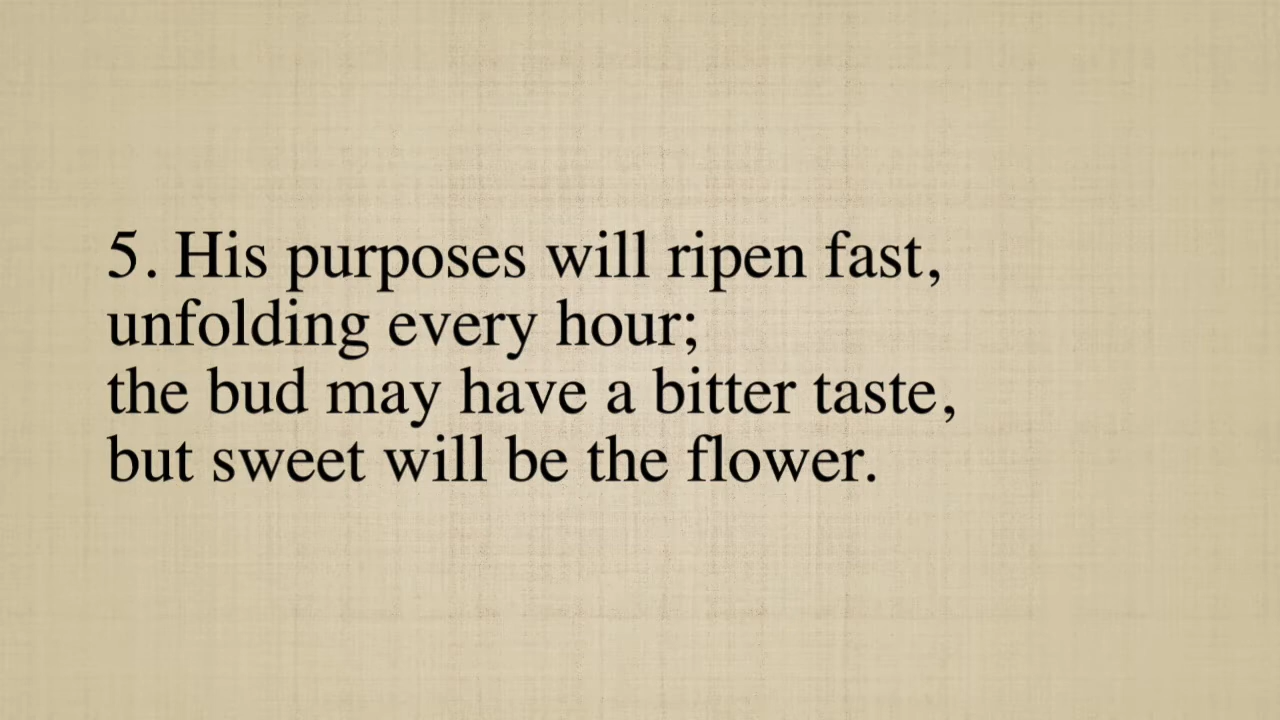 5. His purposes will ripen fast,
unfolding every hour;
the bud may have a bitter taste,
but sweet will be the flower.